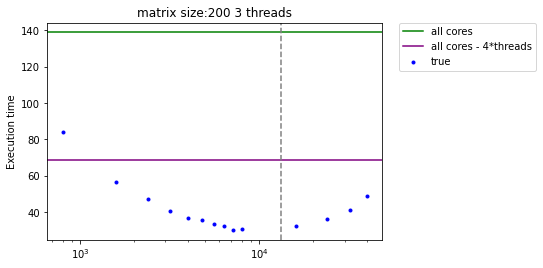 matrix size:200 3 threads
all cores
all cores - 4*threads
true
Execution time
140
120
100
80
60
40
10³
10⁴